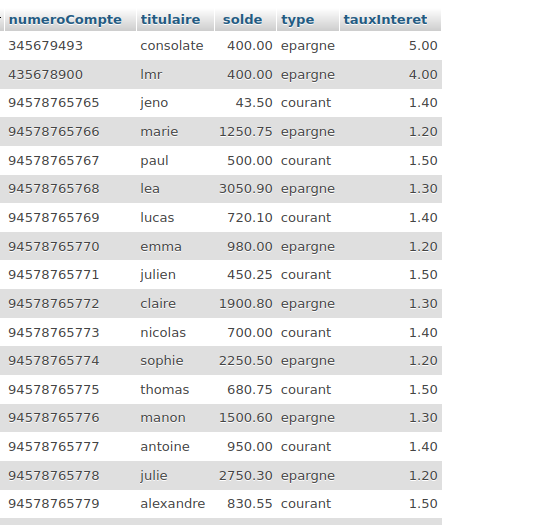 numeroCompte titulaire solde type tauxInteret
345679493 consolate 400.00 epargne 5.00
435678900 lmr 400.00 epargne 4.00
94578765765 jeno 43.50 courant 1.40
94578765766 marie 1250.75 epargne 1.20
94578765767 paul 500.00 courant 1.50
94578765768 lea 3050.90 epargne 1.30
94578765769 lucas 720.10 courant 1.40
94578765770 emma 980.00 epargne 1.20
94578765771 julien 450.25 courant 1.50
94578765772 claire 1900.80 epargne 1.30
94578765773 nicolas 700.00 courant 1.40
94578765774 sophie 2250.50 epargne 1.20
94578765775 thomas 680.75 courant 1.50
94578765776 manon 1500.60 epargne 1.30
94578765777 antoine 950.00 courant 1.40
94578765778 julie 2750.30 epargne 1.20
94578765779 alexandre 830.55 courant 1.50